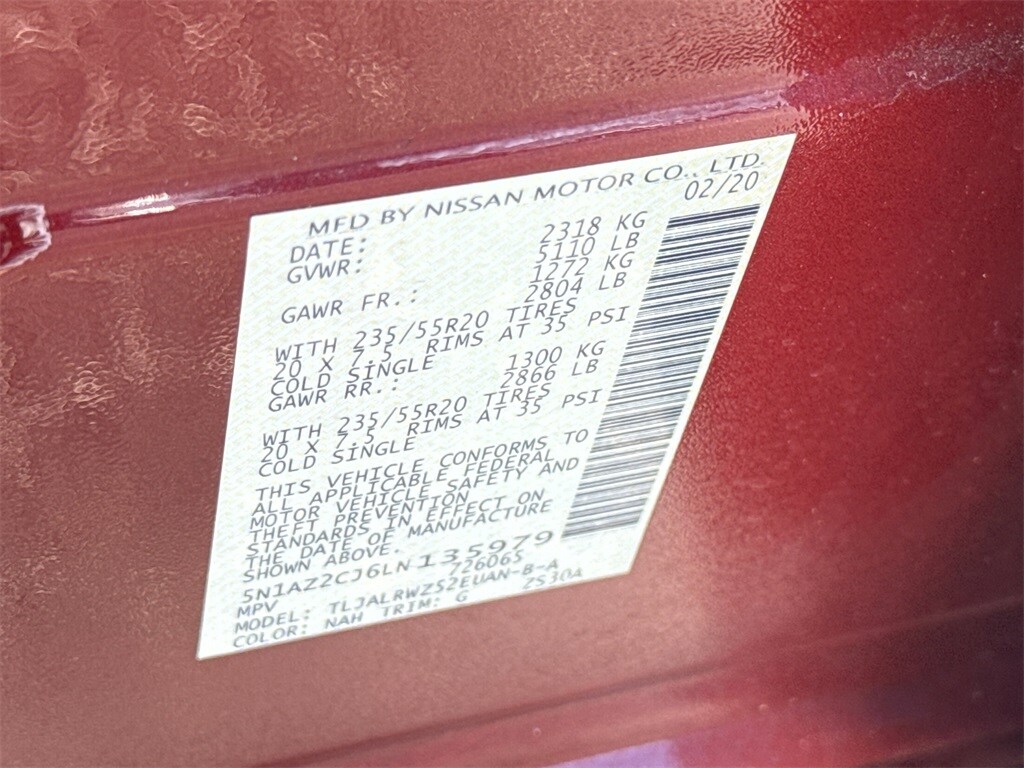 MFD BY NISSAN MOTOR CO., LTD.
DATE: 02/20
GVWR: 2318 KG
5110 LB
GAWR FR.: 1272 KG
2804 LB
WITH 235/55R20 TIRES
20 X 7.5 RIMS AT 35 PSI
COLD SINGLE
GAWR RR.: 1300 KG
2866 LB
WITH 235/55R20 TIRES
20 X 7.5 RIMS AT 35 PSI
COLD SINGLE
THIS VEHICLE CONFORMS TO
ALL APPLICABLE FEDERAL
MOTOR VEHICLE SAFETY AND
THEFT PREVENTION
STANDARDS IN EFFECT ON
THE DATE OF MANUFACTURE
SHOWN ABOVE.
5N1AZ2CJ6LN135979
MPV 726065
MODEL: TLJALRWZ52EUAN-B-A
COLOR: NAH TRIM: G ZS30A